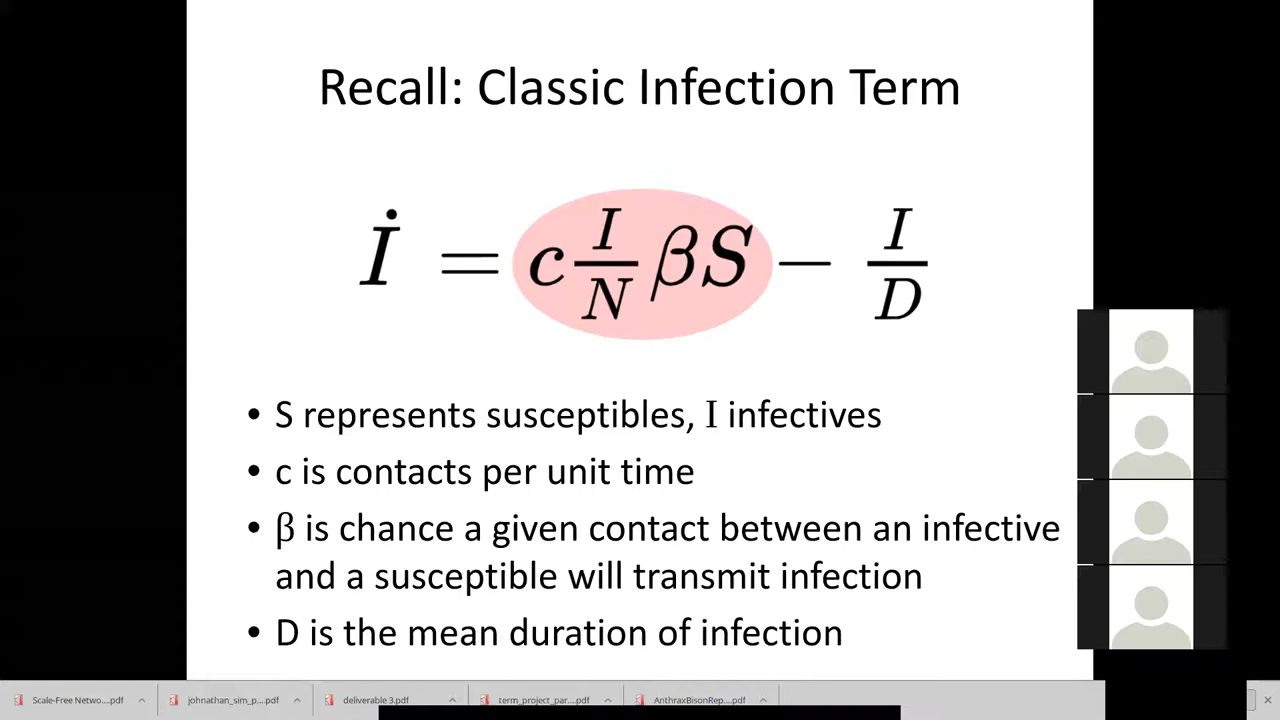 Recall: Classic Infection Term
İ = c I/N β S − I/D
• S represents susceptibles, I infectives
• c is contacts per unit time
• β is chance a given contact between an infective
and a susceptible will transmit infection
• D is the mean duration of infection
Scale-Free Netwo....pdf
johnathan_sim_p....pdf
deliverable 3.pdf
term_project_par....pdf
AnthraxBisonRep....pdf